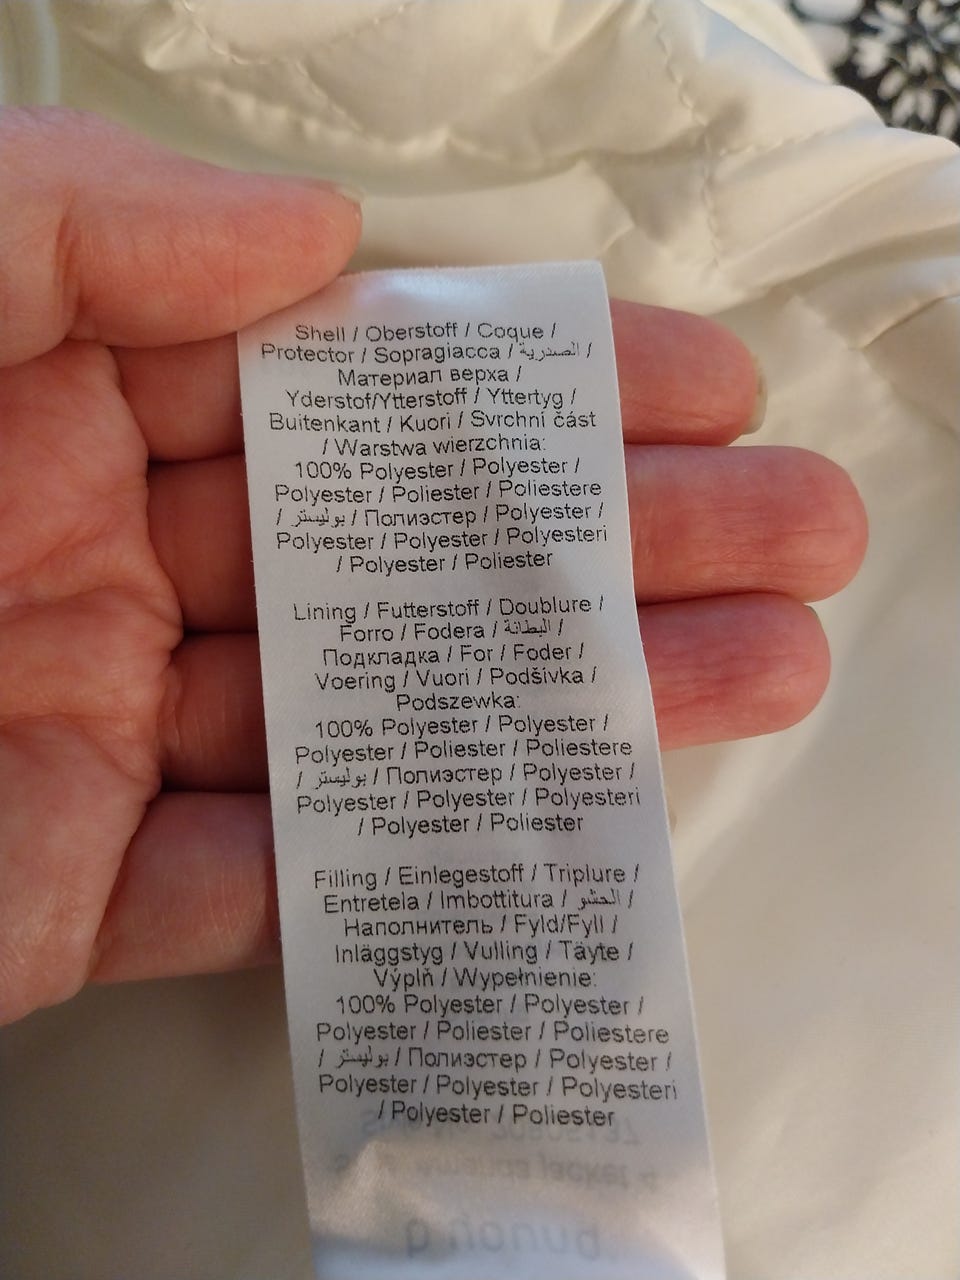 Shell / Oberstoff / Coque /
Protector / Sopragiacca / الصدرية /
Материал верха /
Yderstof/Ytterstoff / Yttertyg /
Buitenkant / Kuori / Svrchní část
/ Warstwa wierzchnia:
100% Polyester / Polyester /
Polyester / Poliester / Poliestere
/ بوليستر / Полиэстер / Polyester /
Polyester / Polyester / Polyesteri
/ Polyester / Poliester
Lining / Futterstoff / Doublure /
Forro / Fodera / البطانة /
Подкладка / For / Foder /
Voering / Vuori / Podšívka /
Podszewka:
100% Polyester / Polyester /
Polyester / Poliester / Poliestere
/ بوليستر / Полиэстер / Polyester /
Polyester / Polyester / Polyesteri
/ Polyester / Poliester
Filling / Einlegestoff / Triplure /
Entretela / Imbottitura / الحشو /
Наполнитель / Fyld/Fyll /
Inläggstyg / Vulling / Täyte /
Výplň / Wypełnienie:
100% Polyester / Polyester /
Polyester / Poliester / Poliestere
/ بوليستر / Полиэстер / Polyester /
Polyester / Polyester / Polyesteri
/ Polyester / Poliester